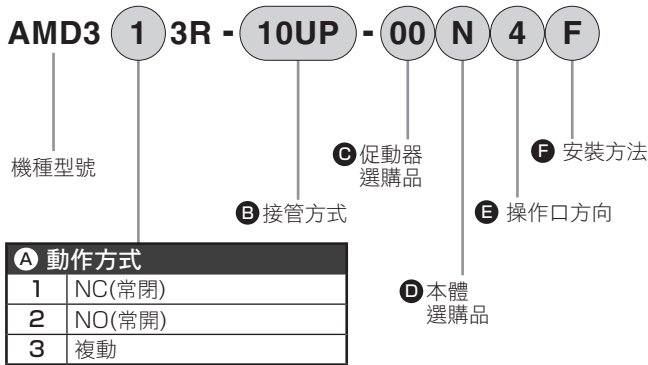 AMD3 1 3R - 10UP - 00 N 4 F
機種型號
C 促動器
選購品
F 安裝方法
B 接管方式
E 操作口方向
A 動作方式
1 NC(常閉)
2 NO(常開)
3 複動
D 本體
選購品